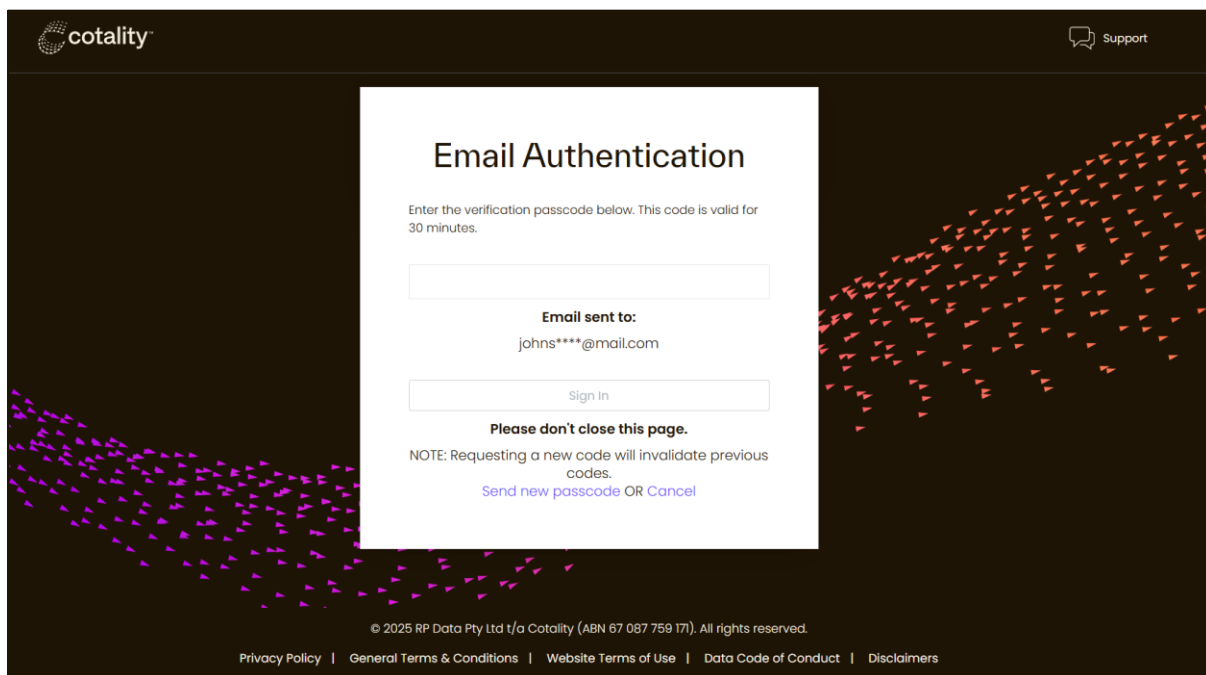 cotality™
Support
Email Authentication
Enter the verification passcode below. This code is valid for
30 minutes.
Email sent to:
johns****@mail.com
Sign In
Please don't close this page.
NOTE: Requesting a new code will invalidate previous
codes.
Send new passcode OR Cancel
© 2025 RP Data Pty Ltd t/a Cotality (ABN 67 087 759 171). All rights reserved.
Privacy Policy | General Terms & Conditions | Website Terms of Use | Data Code of Conduct | Disclaimers